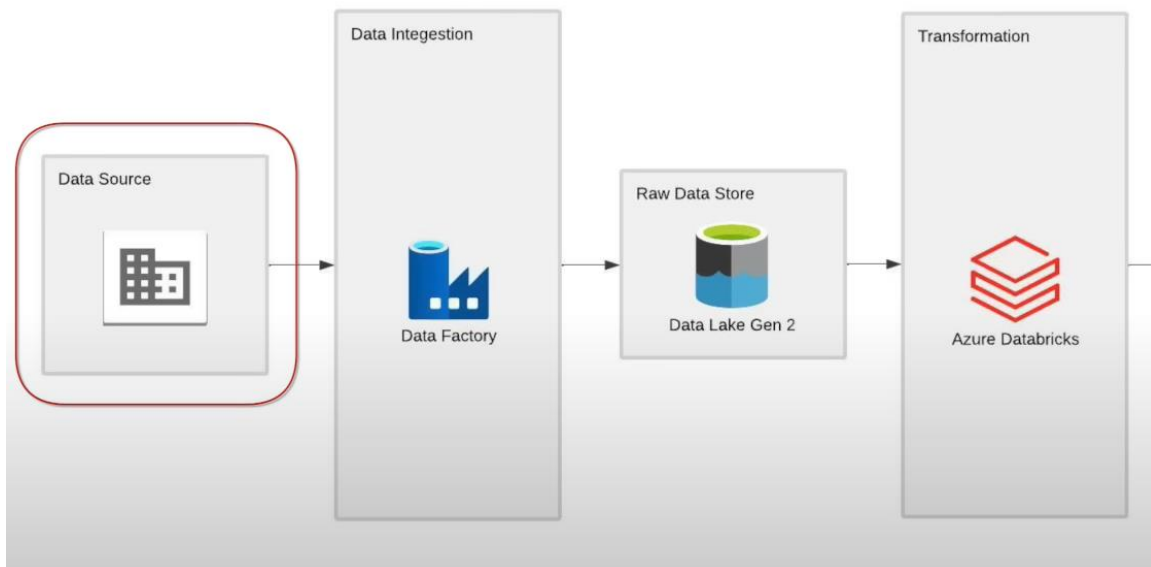 Data Source
Data Integestion
Data Factory
Raw Data Store
Data Lake Gen 2
Transformation
Azure Databricks